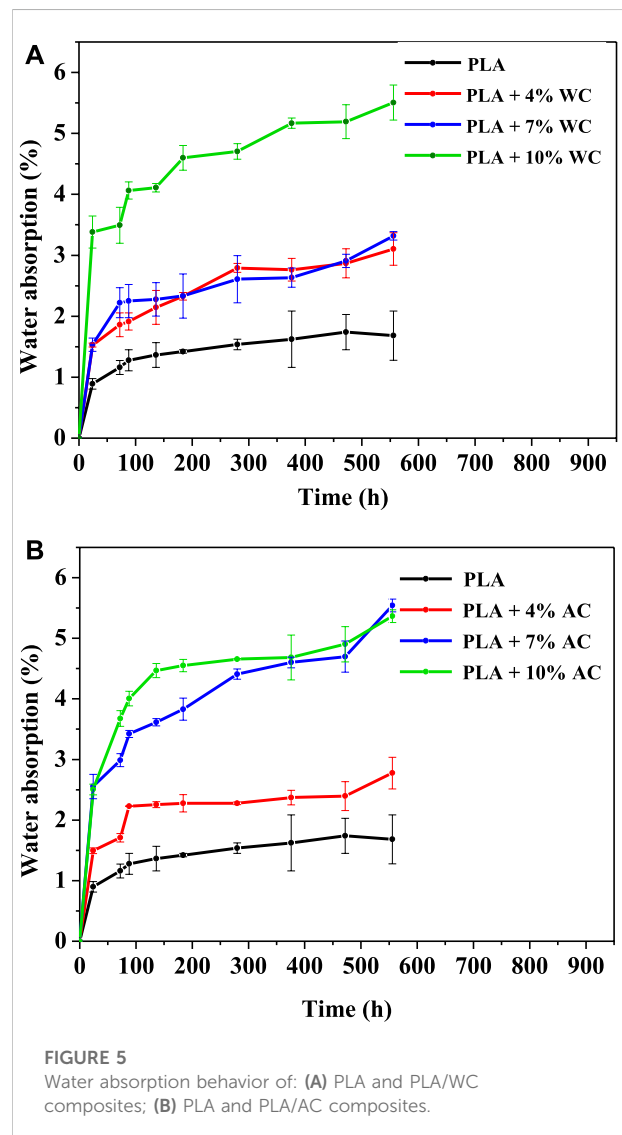 A
PLA
PLA + 4% WC
PLA + 7% WC
PLA + 10% WC
Water absorption (%)
6
5
4
3
2
1
0
0 100 200 300 400 500 600 700 800 900
Time (h)
B
PLA
PLA + 4% AC
PLA + 7% AC
PLA + 10% AC
Water absorption (%)
6
5
4
3
2
1
0
0 100 200 300 400 500 600 700 800 900
Time (h)
FIGURE 5
Water absorption behavior of: (A) PLA and PLA/WC
composites; (B) PLA and PLA/AC composites.